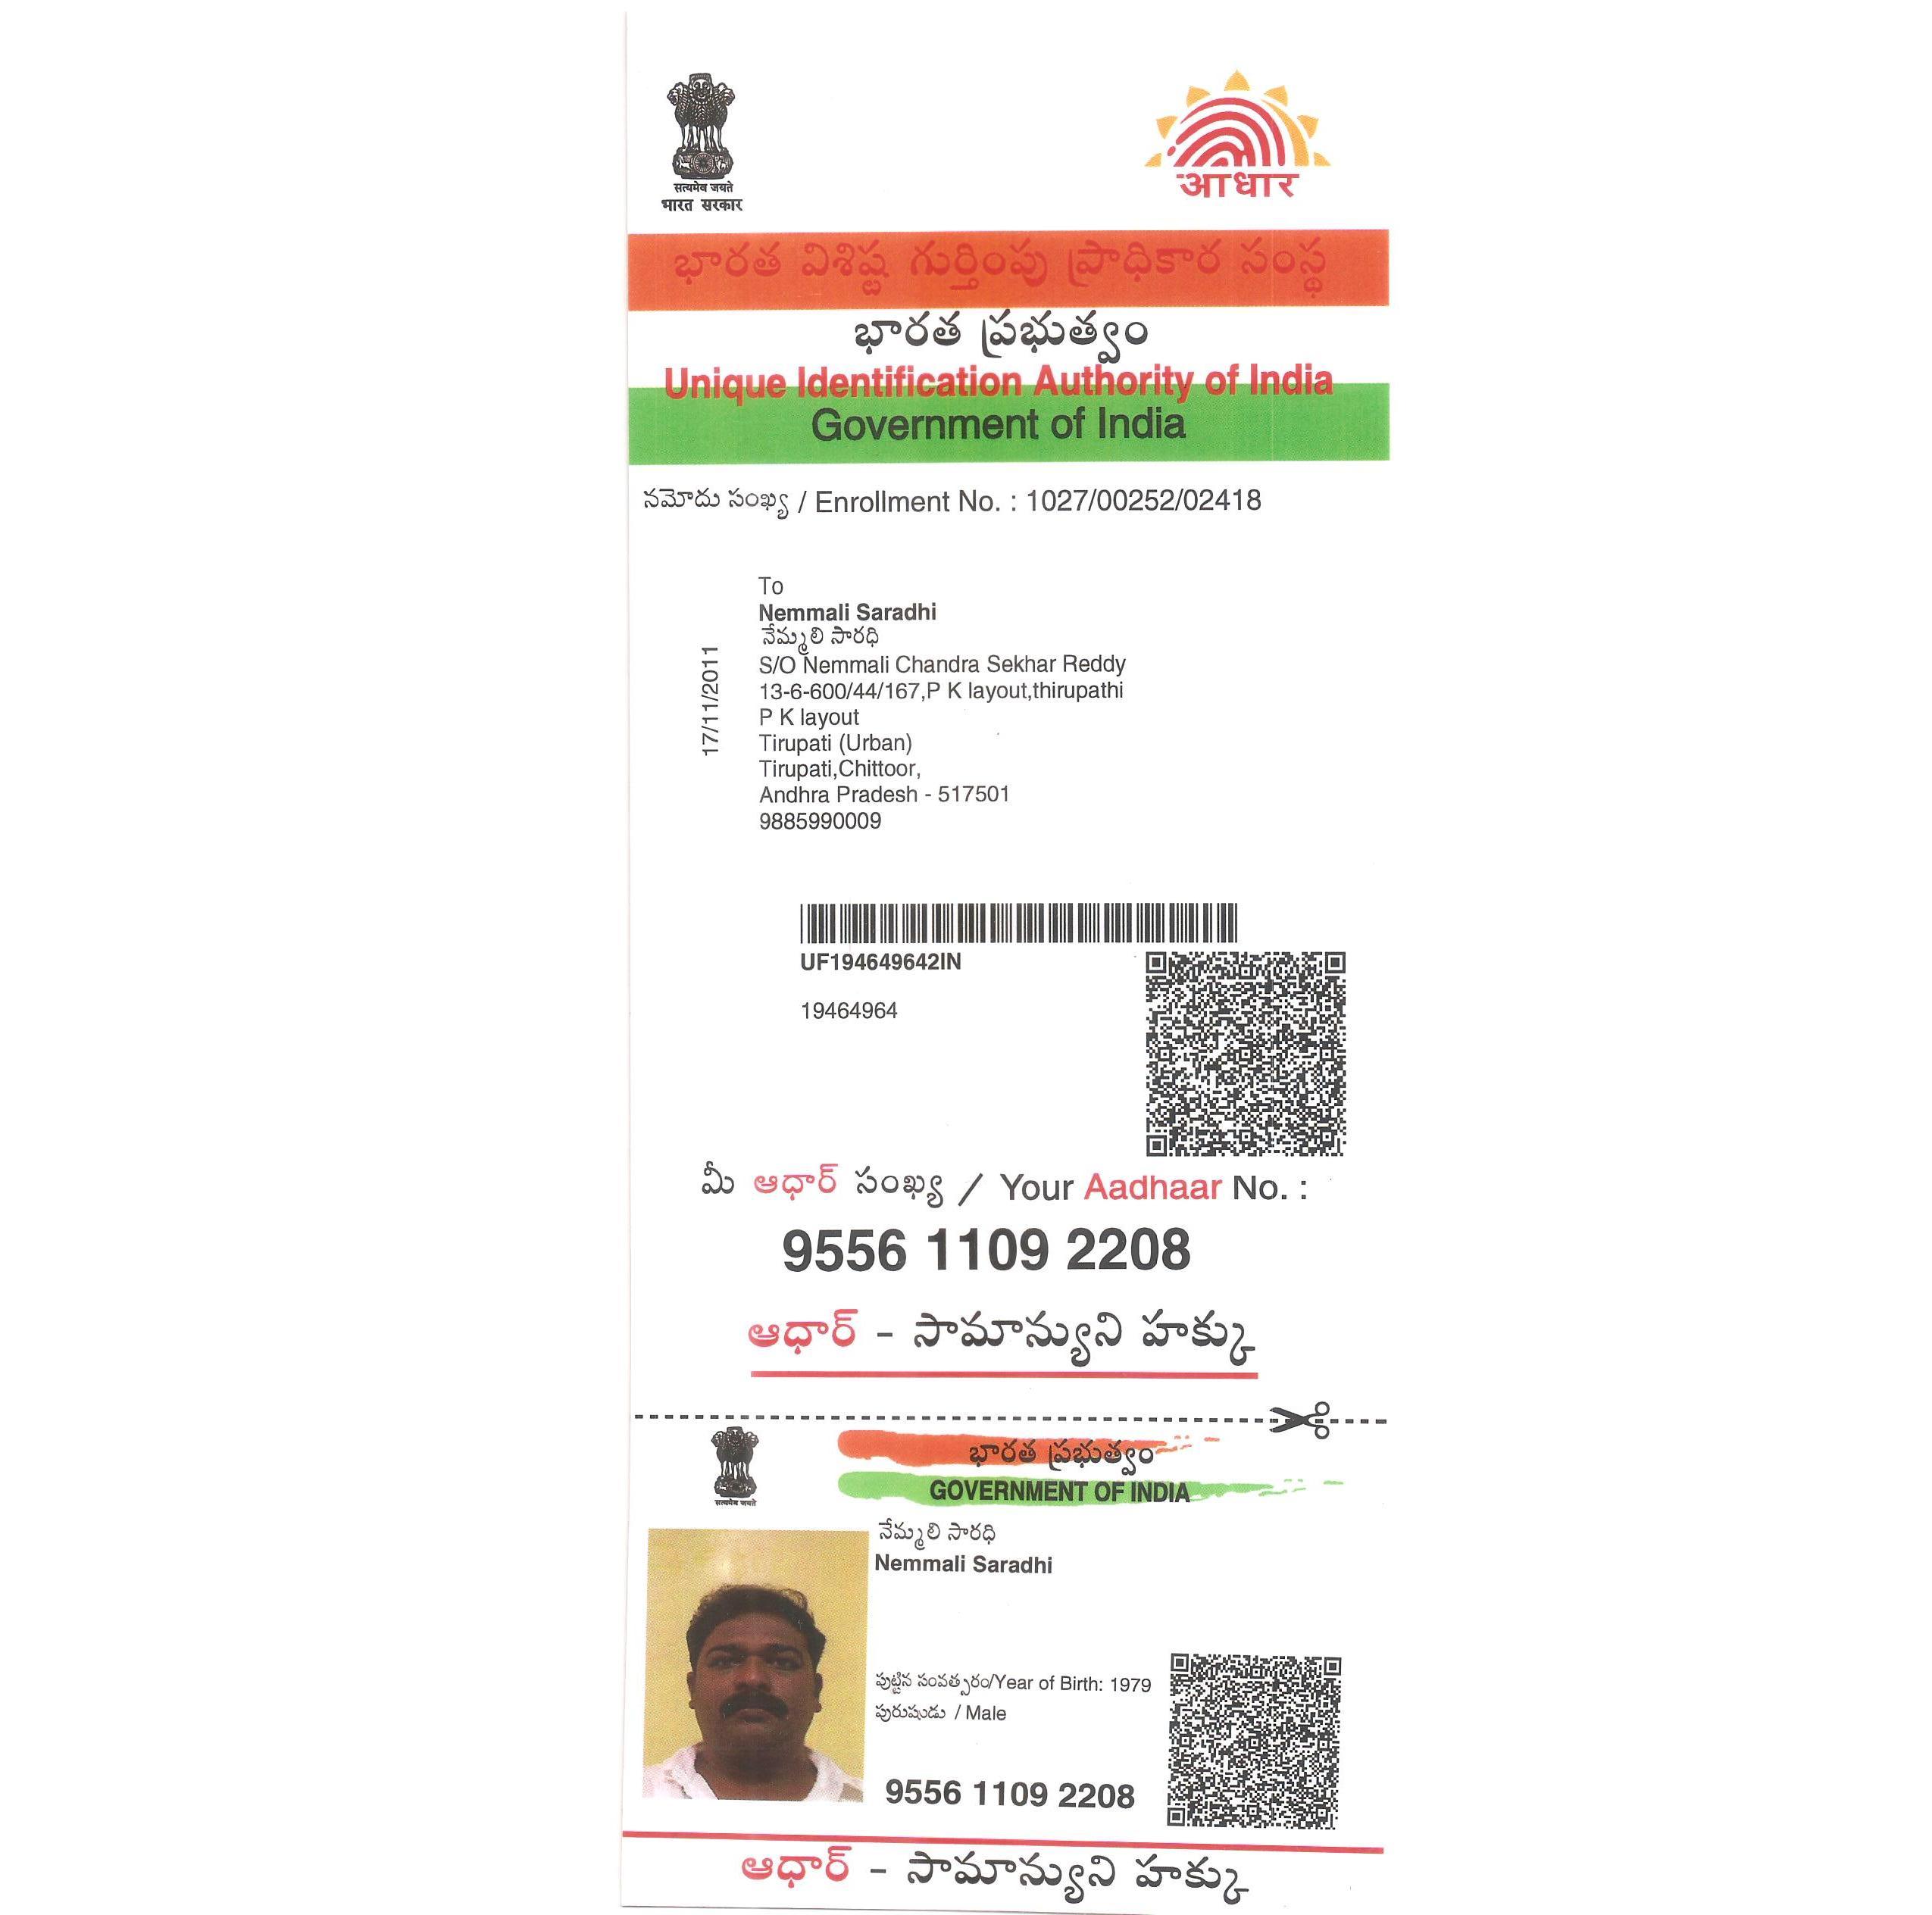 सत्यमेव जयते
भारत सरकार
आधार
భారత విశిష్ట గుర్తింపు ప్రాధికార సంస్థ
భారత ప్రభుత్వం
Unique Identification Authority of India
Government of India
నమోదు సంఖ్య / Enrollment No. : 1027/00252/02418
To
Nemmali Saradhi
నేమ్మలి సారధి
S/O Nemmali Chandra Sekhar Reddy
13-6-600/44/167,P K layout,thirupathi
P K layout
Tirupati (Urban)
Tirupati,Chittoor,
Andhra Pradesh - 517501
9885990009
17/11/2011
UF194649642IN
19464964
మీ ఆధార్ సంఖ్య / Your Aadhaar No. :
9556 1109 2208
ఆధార్ - సామాన్యుని హక్కు
सत्यमेव जयते
భారత ప్రభుత్వం
GOVERNMENT OF INDIA
నేమ్మలి సారధి
Nemmali Saradhi
పుట్టిన సంవత్సరం/Year of Birth: 1979
పురుషుడు / Male
9556 1109 2208
ఆధార్ - సామాన్యుని హక్కు